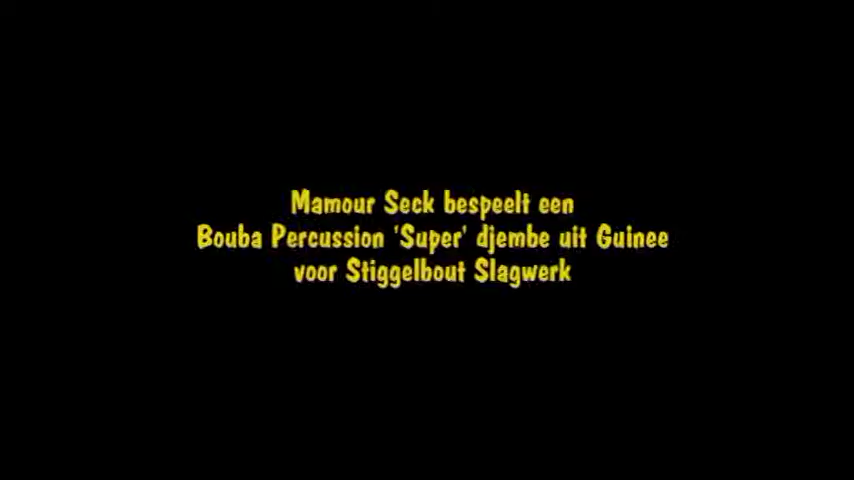 Mamour Seck bespeelt een
Bouba Percussion 'Super' djembe uit Guinee
voor Stiggelbout Slagwerk